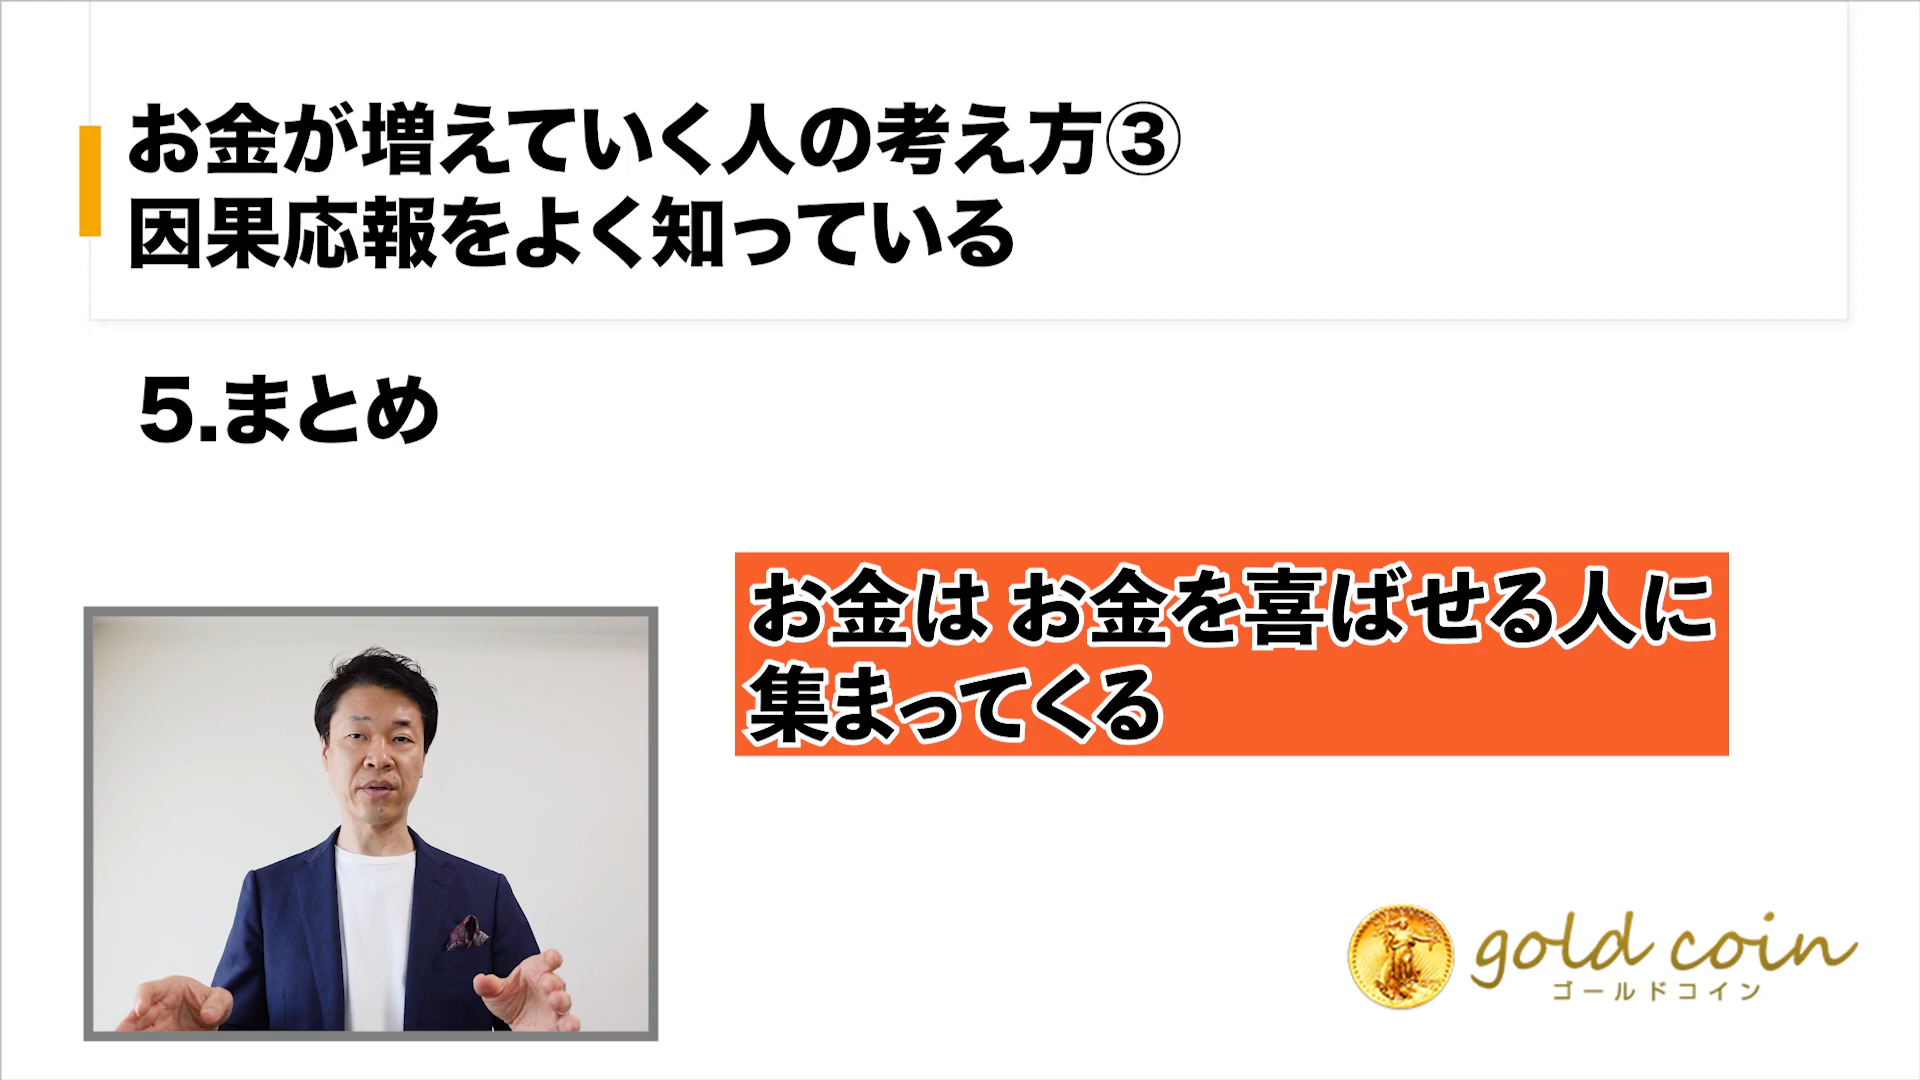 お金が増えていく人の考え方③
因果応報をよく知っている
5.まとめ
お金は お金を喜ばせる人に
集まってくる
gold coin
ゴールドコイン